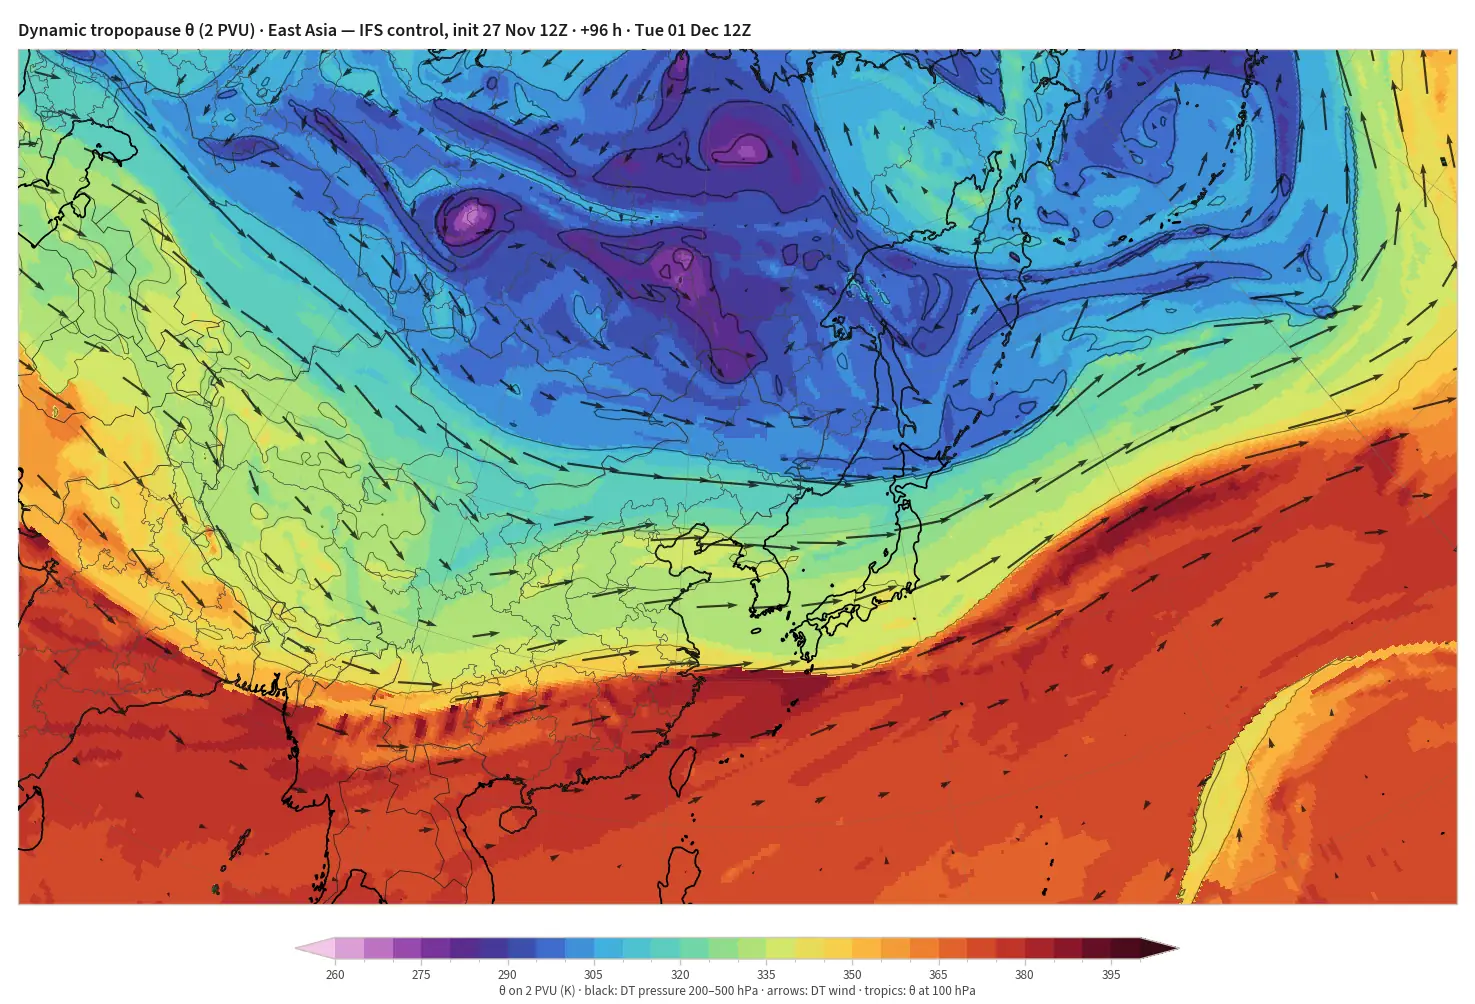 Dynamic tropopause θ (2 PVU) · East Asia — IFS control, init 27 Nov 12Z · +96 h · Tue 01 Dec 12Z
260 275 290 305 320 335 350 365 380 395
θ on 2 PVU (K) · black: DT pressure 200–500 hPa · arrows: DT wind · tropics: θ at 100 hPa